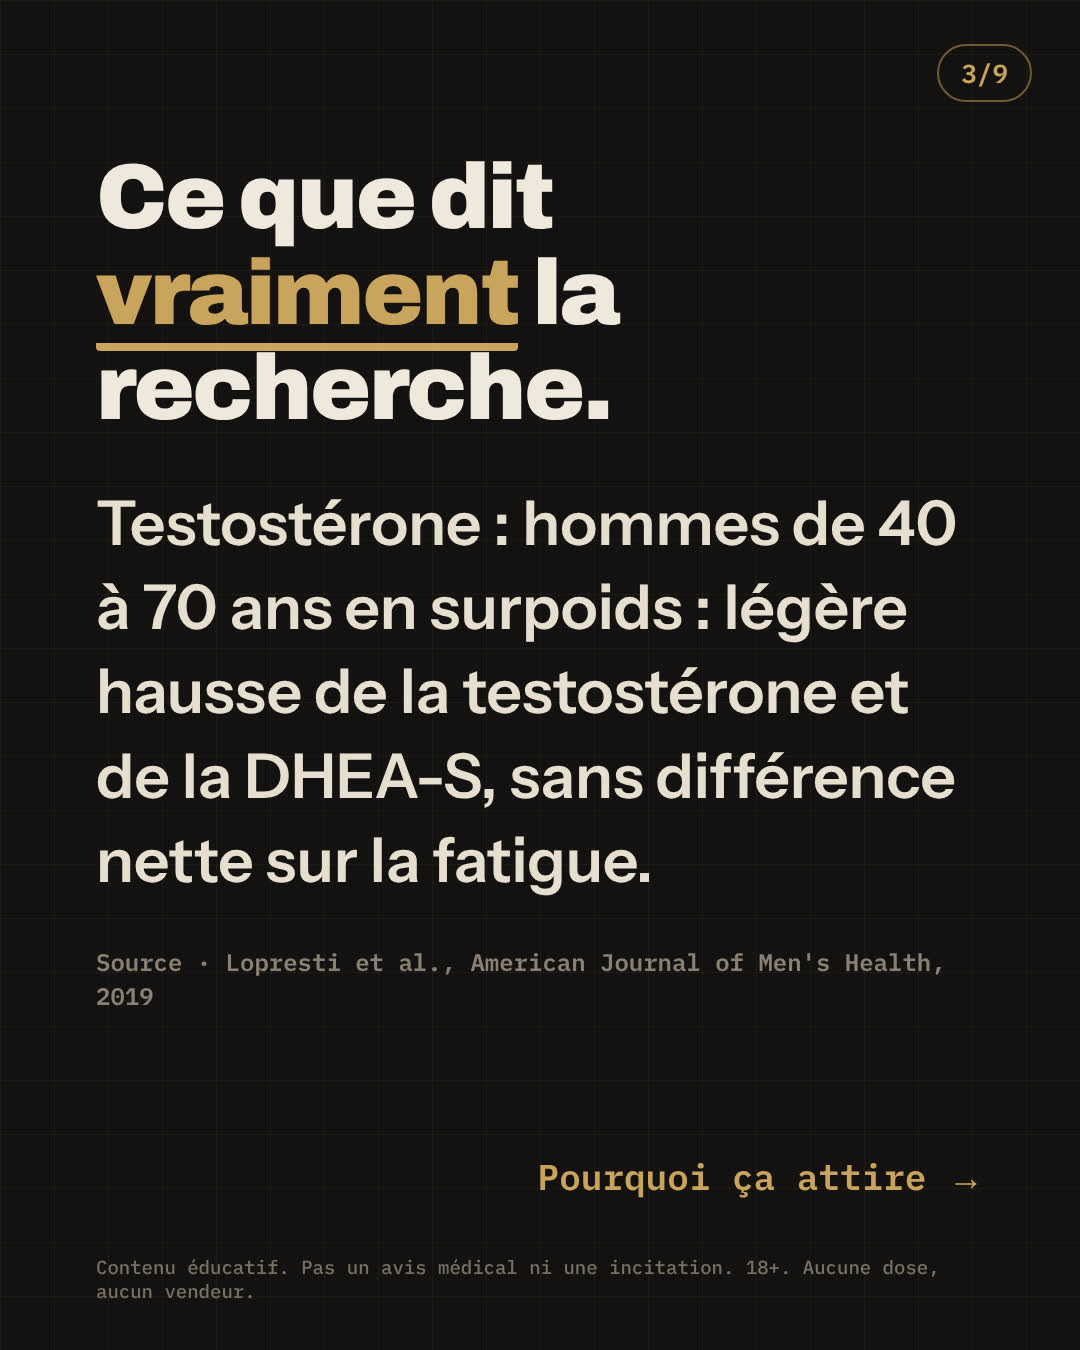 3/9
Ce que dit
vraiment la
recherche.
Testostérone : hommes de 40
à 70 ans en surpoids : légère
hausse de la testostérone et
de la DHEA-S, sans différence
nette sur la fatigue.
Source · Lopresti et al., American Journal of Men's Health,
2019
Pourquoi ça attire →
Contenu éducatif. Pas un avis médical ni une incitation. 18+. Aucune dose,
aucun vendeur.